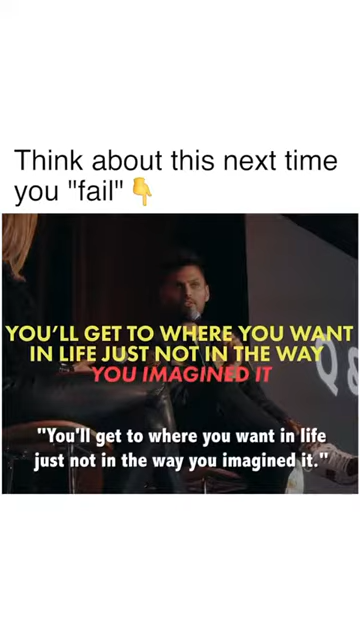 Think about this next time
you "fail" 👇
YOU'LL GET TO WHERE YOU WANT
IN LIFE JUST NOT IN THE WAY
YOU IMAGINED IT
Q &
"You'll get to where you want in life
just not in the way you imagined it."